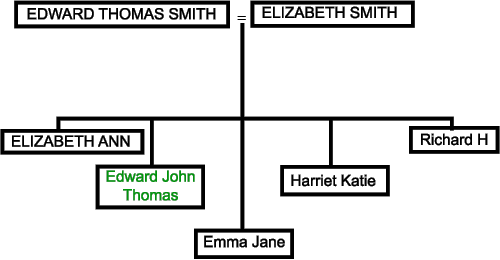 EDWARD THOMAS SMITH = ELIZABETH SMITH
ELIZABETH ANN
Edward John
Thomas
Emma Jane
Harriet Katie
Richard H